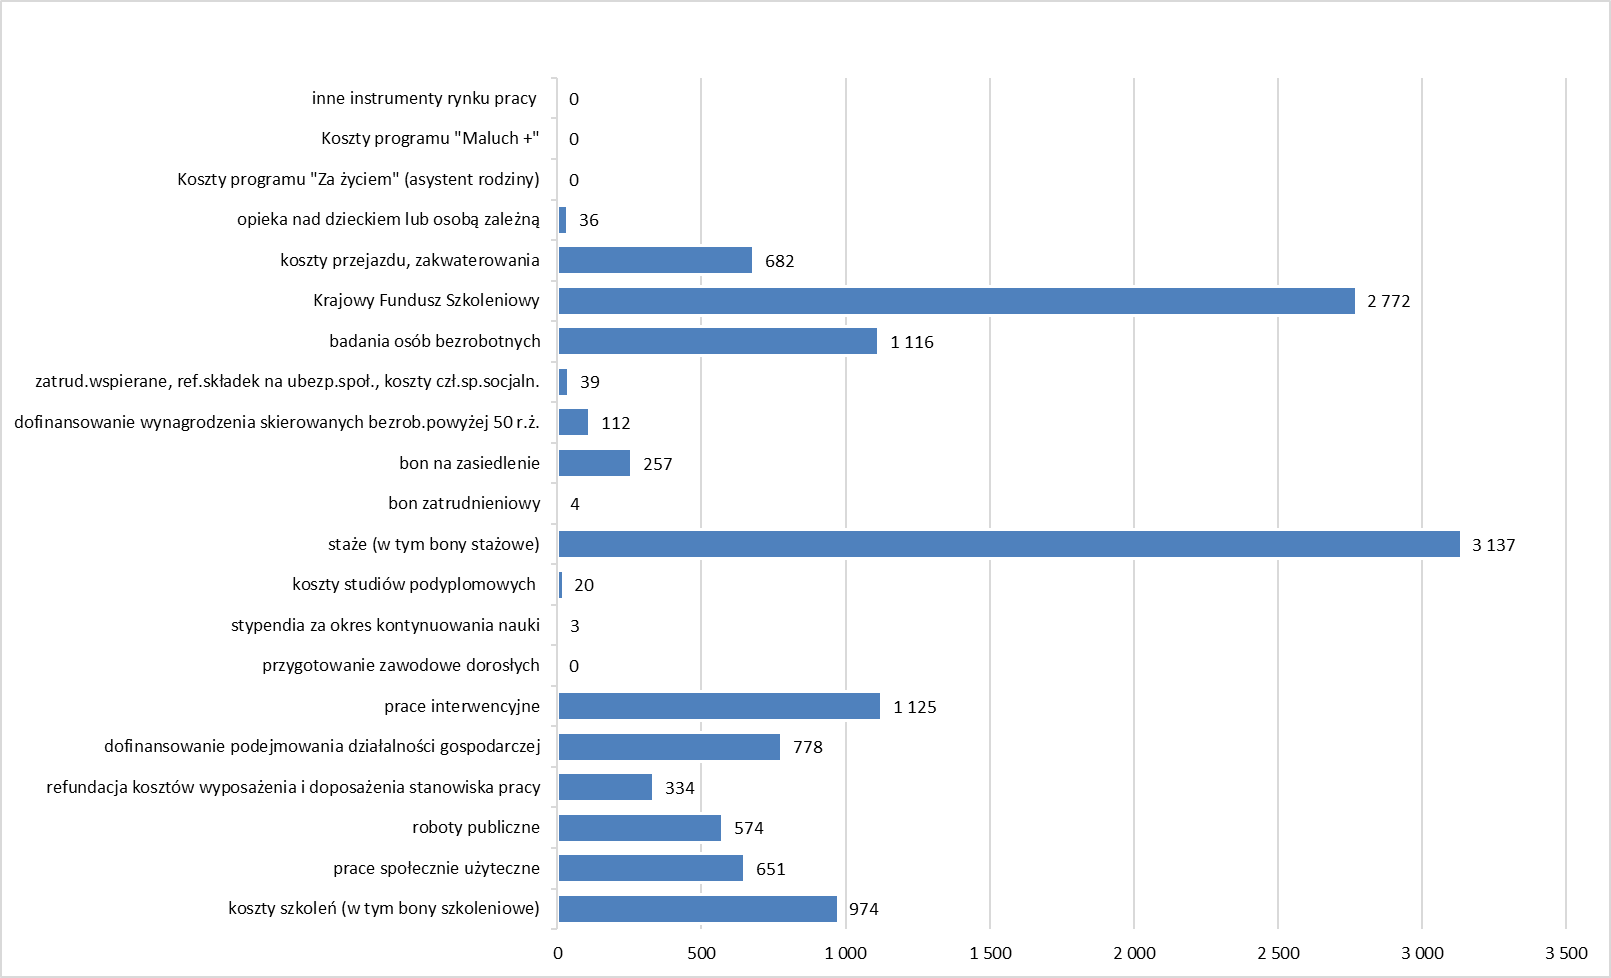 inne instrumenty rynku pracy 0
Koszty programu "Maluch +" 0
Koszty programu "Za życiem" (asystent rodziny) 0
opieka nad dzieckiem lub osobą zależną 36
koszty przejazdu, zakwaterowania 682
Krajowy Fundusz Szkoleniowy 2 772
badania osób bezrobotnych 1 116
zatrud.wspierane, ref.składek na ubezp.społ., koszty czł.sp.socjaln. 39
dofinansowanie wynagrodzenia skierowanych bezrob.powyżej 50 r.ż. 112
bon na zasiedlenie 257
bon zatrudnieniowy 4
staże (w tym bony stażowe) 3 137
koszty studiów podyplomowych 20
stypendia za okres kontynuowania nauki 3
przygotowanie zawodowe dorosłych 0
prace interwencyjne 1 125
dofinansowanie podejmowania działalności gospodarczej 778
refundacja kosztów wyposażenia i doposażenia stanowiska pracy 334
roboty publiczne 574
prace społecznie użyteczne 651
koszty szkoleń (w tym bony szkoleniowe) 974
0 500 1 000 1 500 2 000 2 500 3 000 3 500